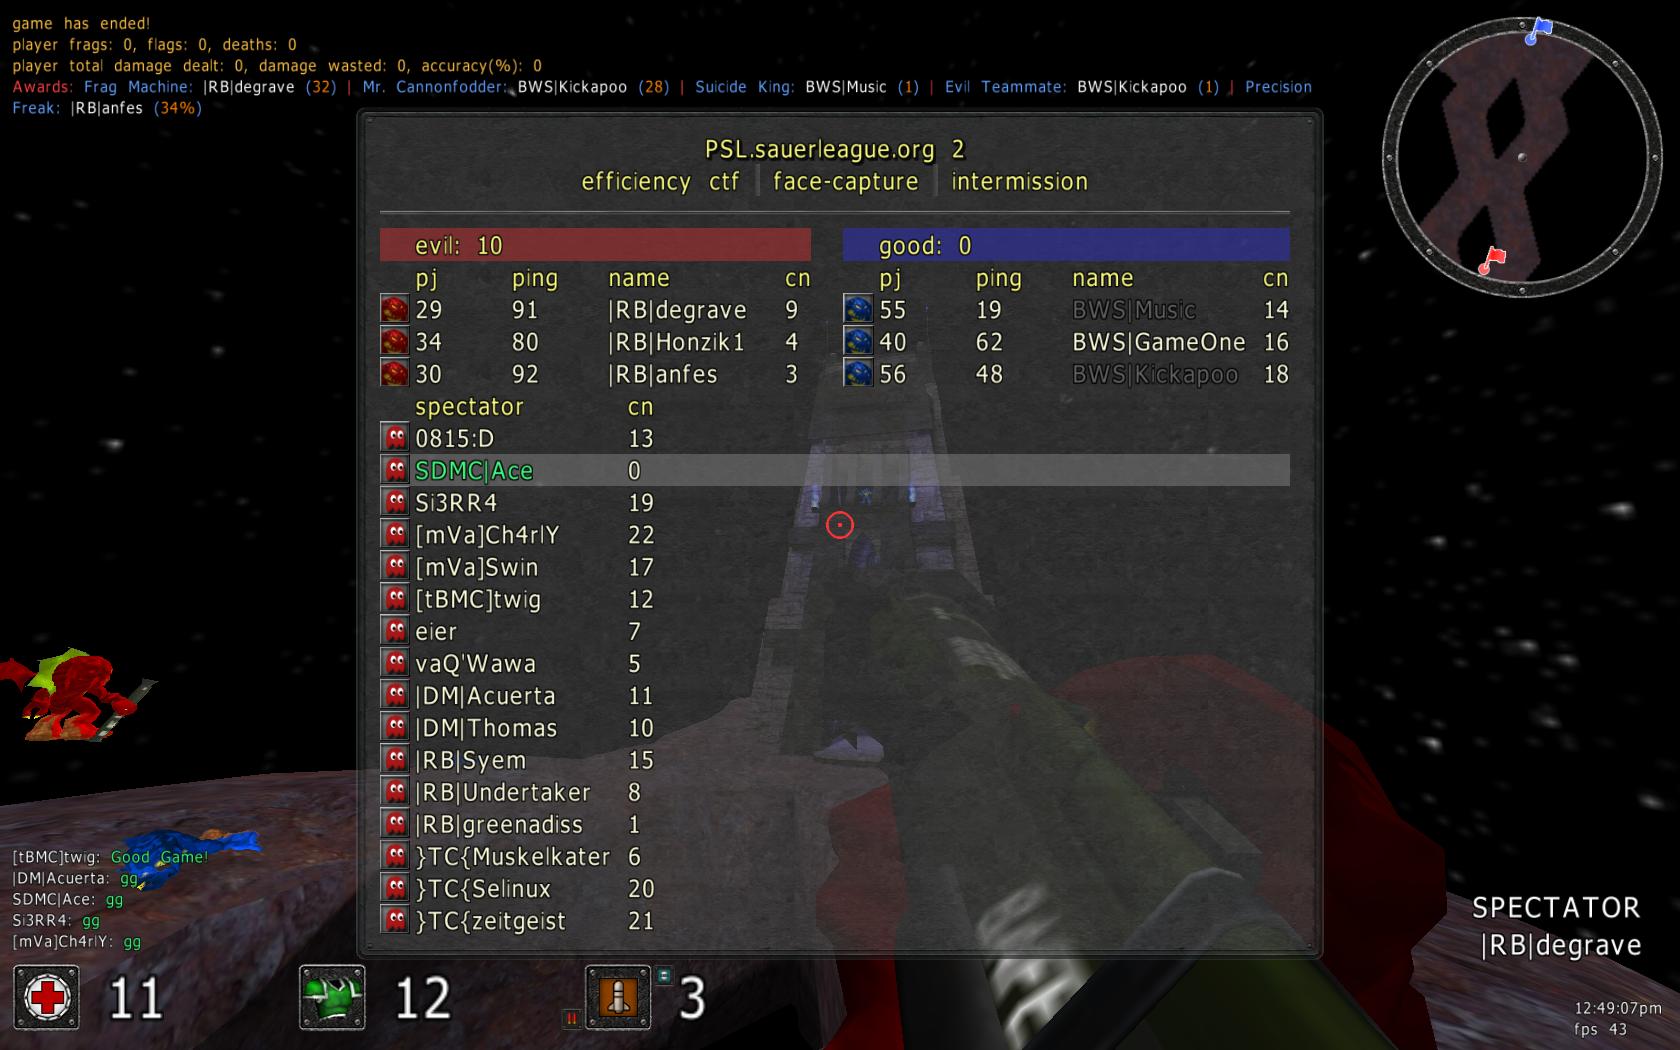 game has ended!
player frags: 0, flags: 0, deaths: 0
player total damage dealt: 0, damage wasted: 0, accuracy(%): 0
Awards: Frag Machine: |RB|degrave (32) | Mr. Cannonfodder: BWS|Kickapoo (28) | Suicide King: BWS|Music (1) | Evil Teammate: BWS|Kickapoo (1) | Precision
Freak: |RB|anfes (34%)
PSL.sauerleague.org 2
efficiency ctf | face-capture | intermission
evil: 10 good: 0
pj ping name cn pj ping name cn
29 91 |RB|degrave 9 55 19 BWS|Music 14
34 80 |RB|Honzik1 4 40 62 BWS|GameOne 16
30 92 |RB|anfes 3 56 48 BWS|Kickapoo 18
spectator cn
0815:D 13
SDMC|Ace 0
Si3RR4 19
[mVa]Ch4rlY 22
[mVa]Swin 17
[tBMC]twig 12
eier 7
vaQ'Wawa 5
|DM|Acuerta 11
|DM|Thomas 10
|RB|Syem 15
|RB|Undertaker 8
|RB|greenadiss 1
}TC{Muskelkater 6
}TC{Selinux 20
}TC{zeitgeist 21
[tBMC]twig: Good Game!
|DM|Acuerta: gg
SDMC|Ace: gg
Si3RR4: gg
[mVa]Ch4rlY: gg
SPECTATOR
|RB|degrave
11 12 3
12:49:07pm
fps 43